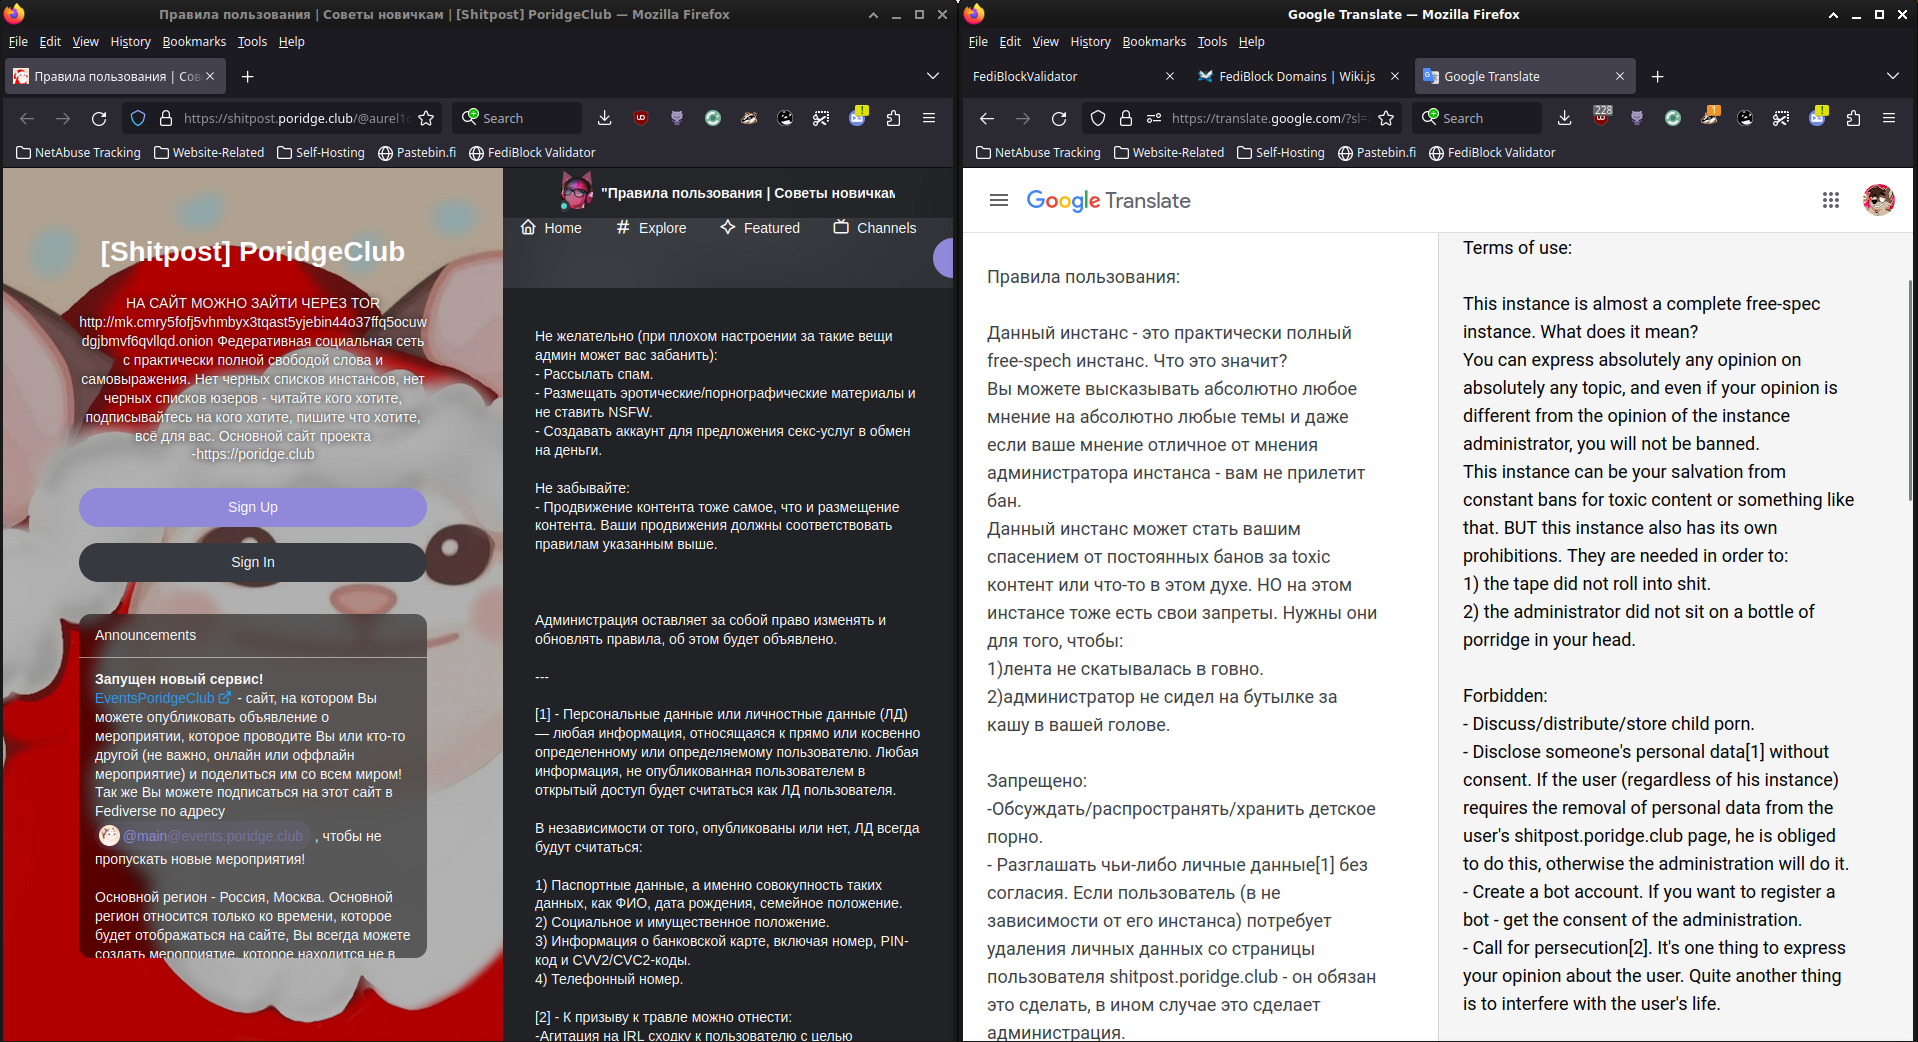 Правила пользования | Советы новичкам | [Shitpost] PoridgeClub — Mozilla Firefox
File Edit View History Bookmarks Tools Help
Правила пользования | Сов
https://shitpost.poridge.club/@aurel1
Search
NetAbuse Tracking Website-Related Self-Hosting Pastebin.fi FediBlock Validator
[Shitpost] PoridgeClub
НА САЙТ МОЖНО ЗАЙТИ ЧЕРЕЗ TOR
http://mk.cmry5fofj5vhmbyx3tqast5yjebin44o37ffq5ocuw
dgjbmvf6qvllqd.onion Федеративная социальная сеть
с практически полной свободой слова и
самовыражения. Нет черных списков инстансов, нет
черных списков юзеров - читайте кого хотите,
подписывайтесь на кого хотите, пишите что хотите,
всё для вас. Основной сайт проекта
-https://poridge.club
Sign Up
Sign In
Announcements
Запущен новый сервис!
EventsPoridgeClub - сайт, на котором Вы
можете опубликовать объявление о
мероприятии, которое проводите Вы или кто-то
другой (не важно, онлайн или оффлайн
мероприятие) и поделиться им со всем миром!
Так же Вы можете подписаться на этот сайт в
Fediverse по адресу
@main@events.poridge.club , чтобы не
пропускать новые мероприятия!
Основной регион - Россия, Москва. Основной
регион относится только ко времени, которое
будет отображаться на сайте, Вы всегда можете
создать мероприятие, которое находится не в
"Правила пользования | Советы новичкам
Home Explore Featured Channels
Не желательно (при плохом настроении за такие вещи
админ может вас забанить):
- Рассылать спам.
- Размещать эротические/порнографические материалы и
не ставить NSFW.
- Создавать аккаунт для предложения секс-услуг в обмен
на деньги.
Не забывайте:
- Продвижение контента тоже самое, что и размещение
контента. Ваши продвижения должны соответствовать
правилам указанным выше.
Администрация оставляет за собой право изменять и
обновлять правила, об этом будет объявлено.
---
[1] - Персональные данные или личностные данные (ЛД)
— любая информация, относящаяся к прямо или косвенно
определенному или определяемому пользователю. Любая
информация, не опубликованная пользователем в
открытый доступ будет считаться как ЛД пользователя.
В независимости от того, опубликованы или нет, ЛД всегда
будут считаться:
1) Паспортные данные, а именно совокупность таких
данных, как ФИО, дата рождения, семейное положение.
2) Социальное и имущественное положение.
3) Информация о банковской карте, включая номер, PIN-
код и CVV2/CVC2-коды.
4) Телефонный номер.
[2] - К призыву к травле можно отнести:
-Агитация на IRL сходку к пользователю с целью
Google Translate — Mozilla Firefox
File Edit View History Bookmarks Tools Help
FediBlockValidator
FediBlock Domains | Wiki.js
Google Translate
https://translate.google.com/?sl=
Search
228
1
NetAbuse Tracking Website-Related Self-Hosting Pastebin.fi FediBlock Validator
Google Translate
Правила пользования:
Данный инстанс - это практически полный
free-spech инстанс. Что это значит?
Вы можете высказывать абсолютно любое
мнение на абсолютно любые темы и даже
если ваше мнение отличное от мнения
администратора инстанса - вам не прилетит
бан.
Данный инстанс может стать вашим
спасением от постоянных банов за toxic
контент или что-то в этом духе. НО на этом
инстансе тоже есть свои запреты. Нужны они
для того, чтобы:
1)лента не скатывалась в говно.
2)администратор не сидел на бутылке за
кашу в вашей голове.
Запрещено:
-Обсуждать/распространять/хранить детское
порно.
- Разглашать чьи-либо личные данные[1] без
согласия. Если пользователь (в не
зависимости от его инстанса) потребует
удаления личных данных со страницы
пользователя shitpost.poridge.club - он обязан
это сделать, в ином случае это сделает
администрация.
Terms of use:
This instance is almost a complete free-spec
instance. What does it mean?
You can express absolutely any opinion on
absolutely any topic, and even if your opinion is
different from the opinion of the instance
administrator, you will not be banned.
This instance can be your salvation from
constant bans for toxic content or something like
that. BUT this instance also has its own
prohibitions. They are needed in order to:
1) the tape did not roll into shit.
2) the administrator did not sit on a bottle of
porridge in your head.
Forbidden:
- Discuss/distribute/store child porn.
- Disclose someone's personal data[1] without
consent. If the user (regardless of his instance)
requires the removal of personal data from the
user's shitpost.poridge.club page, he is obliged
to do this, otherwise the administration will do it.
- Create a bot account. If you want to register a
bot - get the consent of the administration.
- Call for persecution[2]. It's one thing to express
your opinion about the user. Quite another thing
is to interfere with the user's life.